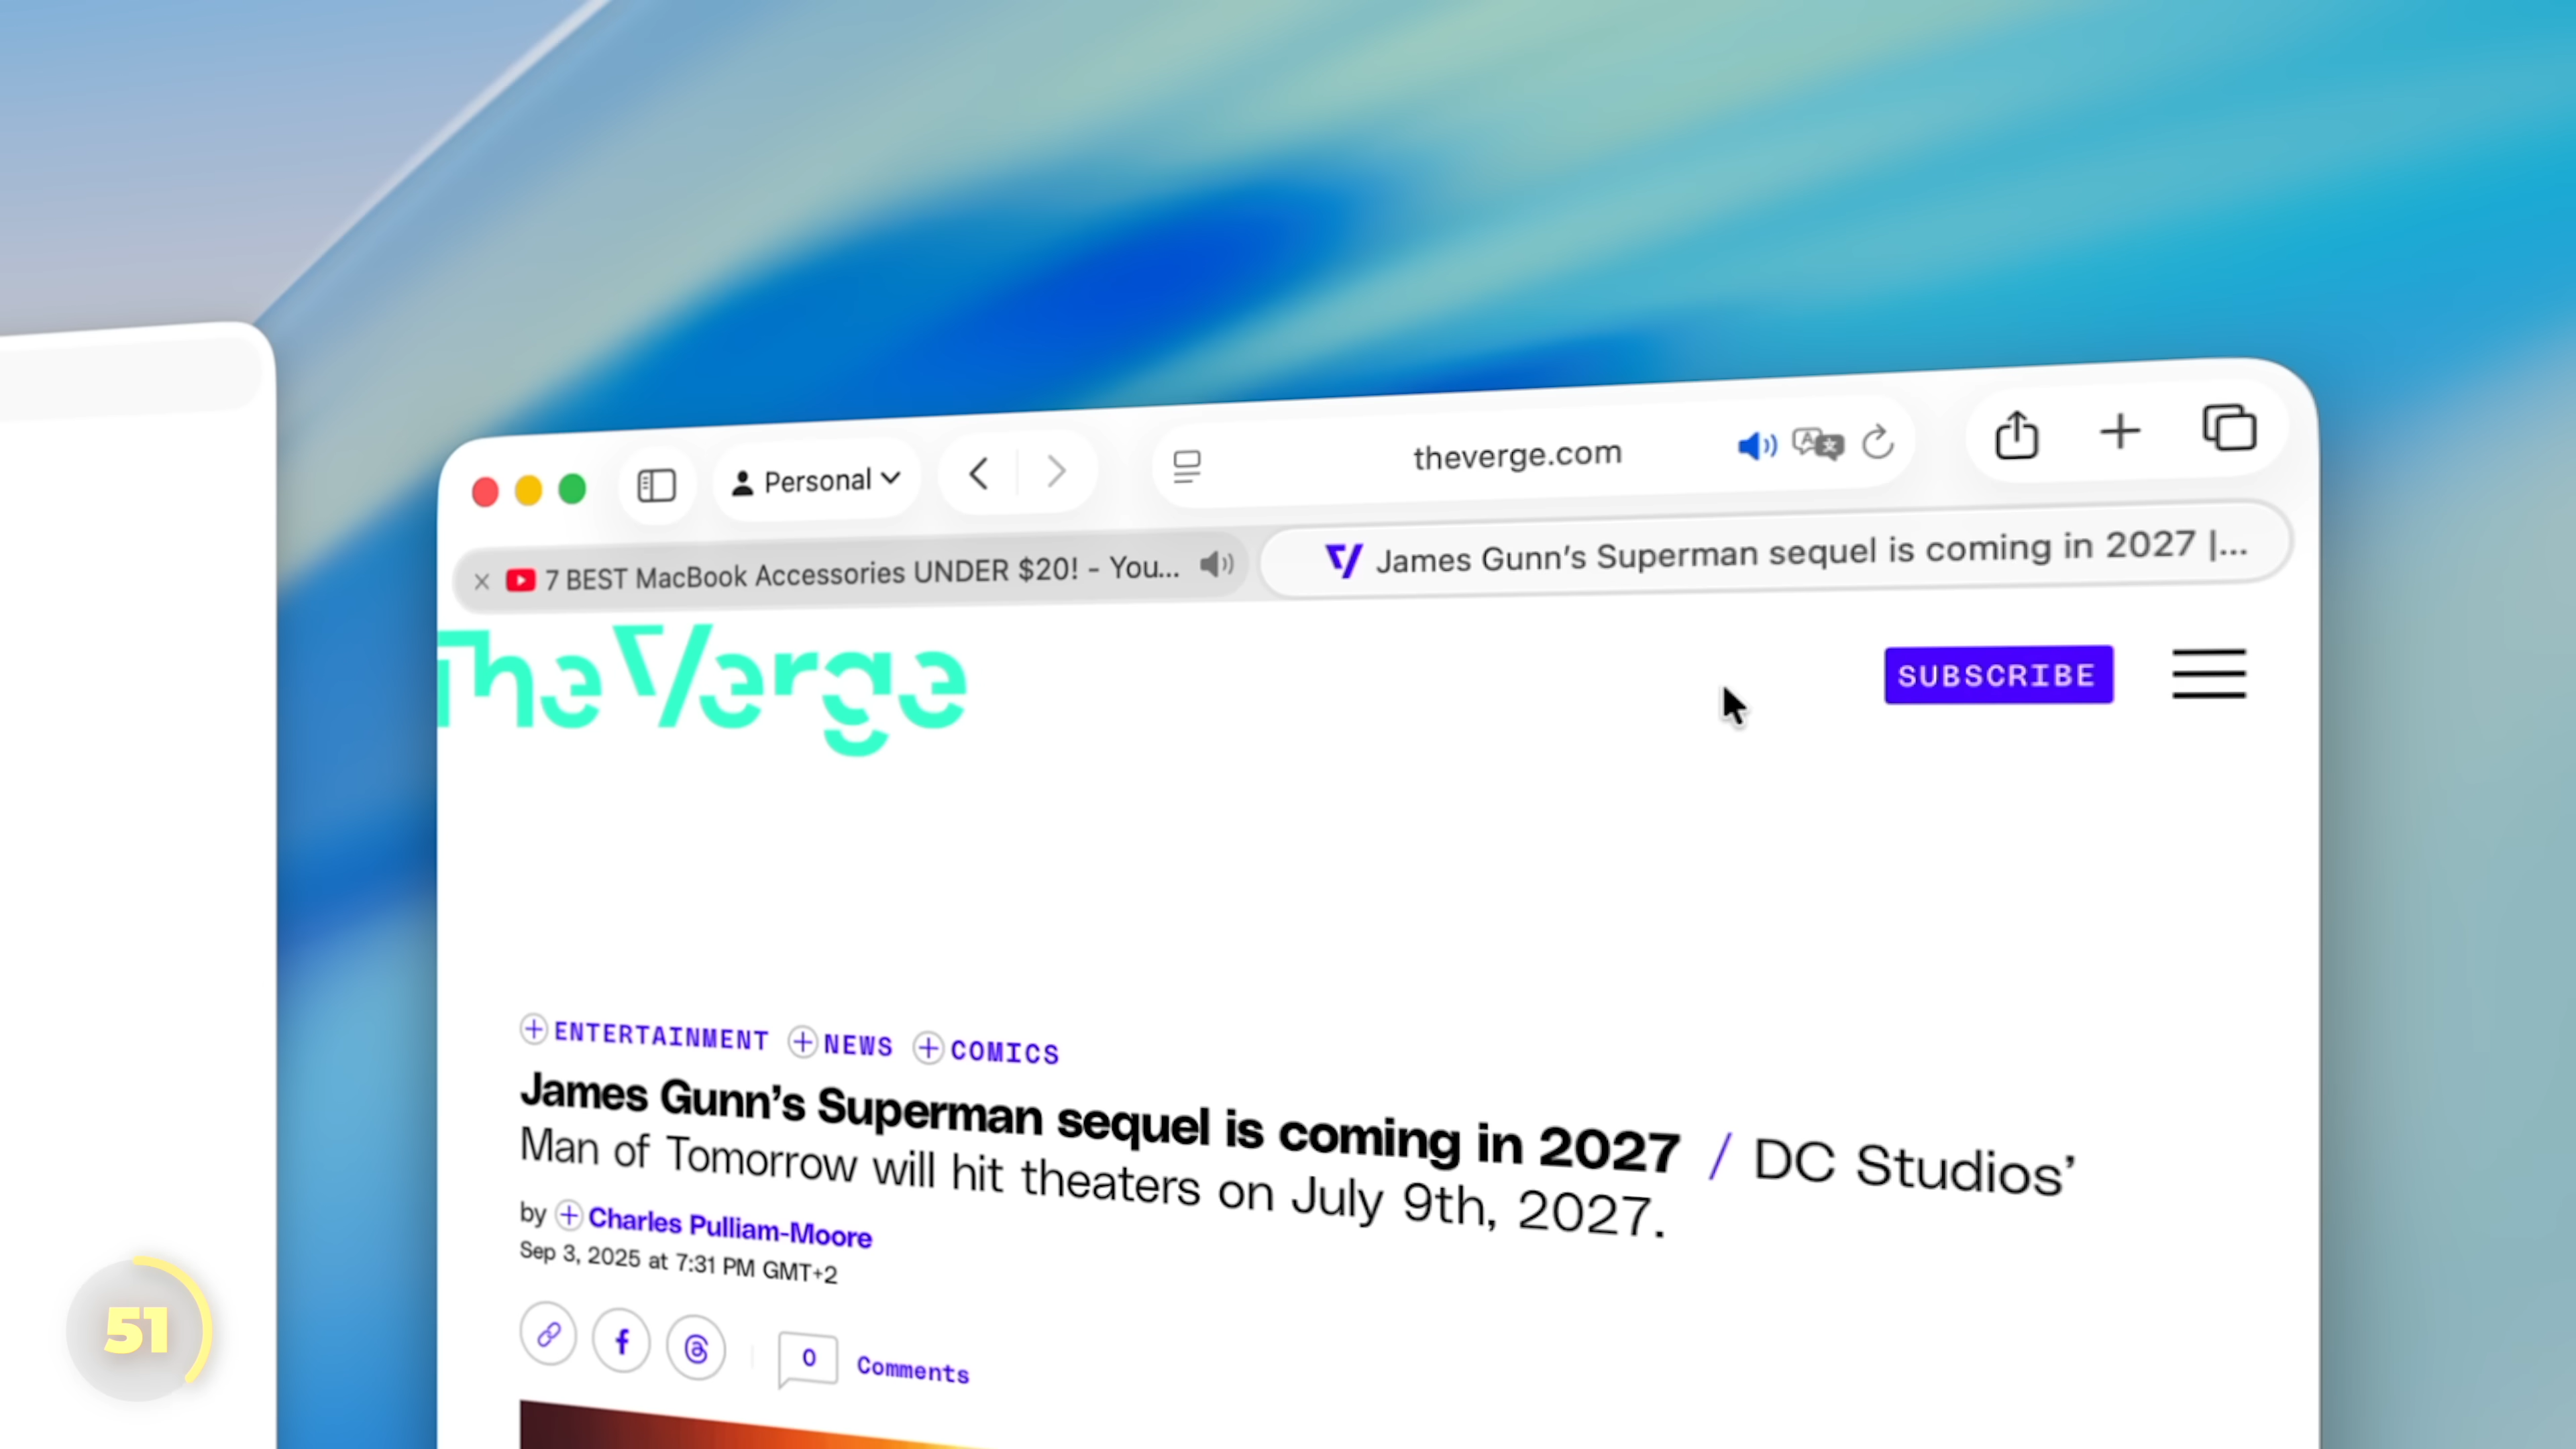 Personal
theverge.com
7 BEST MacBook Accessories UNDER $20! - You...
James Gunn’s Superman sequel is coming in 2027 |...
The Verge
SUBSCRIBE
ENTERTAINMENT NEWS COMICS
James Gunn’s Superman sequel is coming in 2027 / DC Studios’
Man of Tomorrow will hit theaters on July 9th, 2027.
by Charles Pulliam-Moore
Sep 3, 2025 at 7:31 PM GMT+2
0 Comments
51